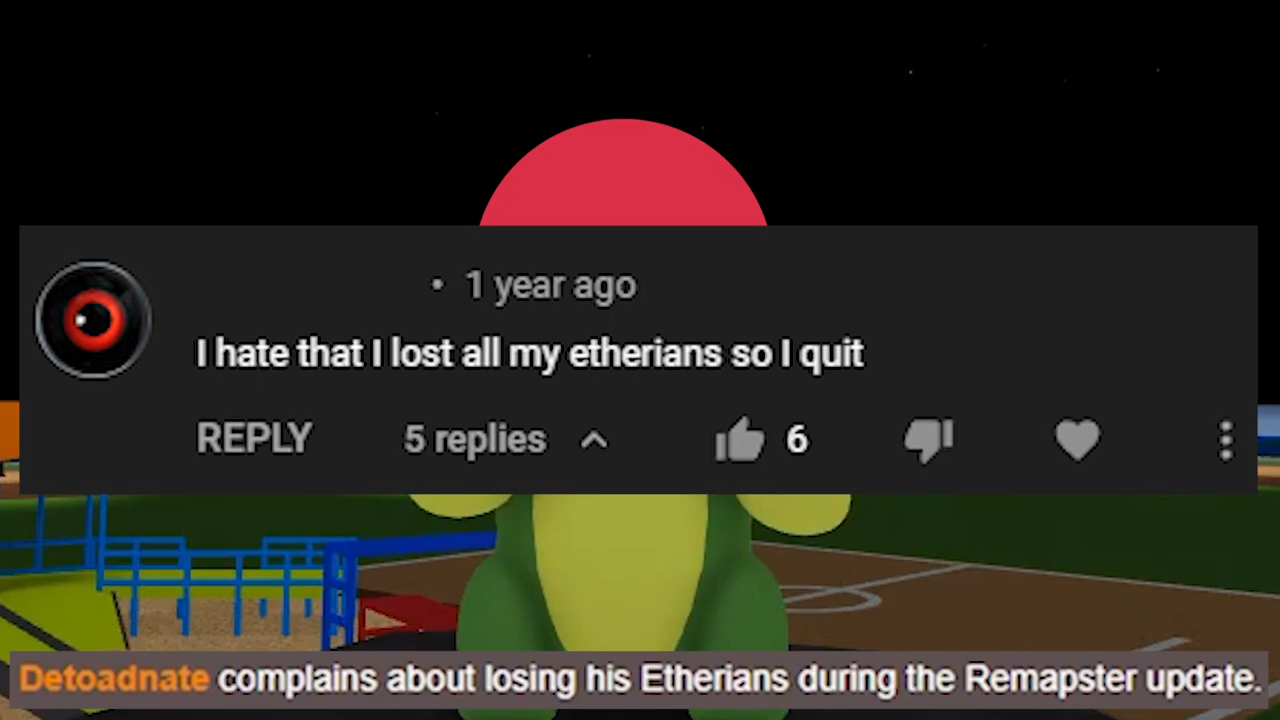 • 1 year ago
I hate that I lost all my etherians so I quit
REPLY 5 replies 6
Detoadnate complains about losing his Etherians during the Remapster update.